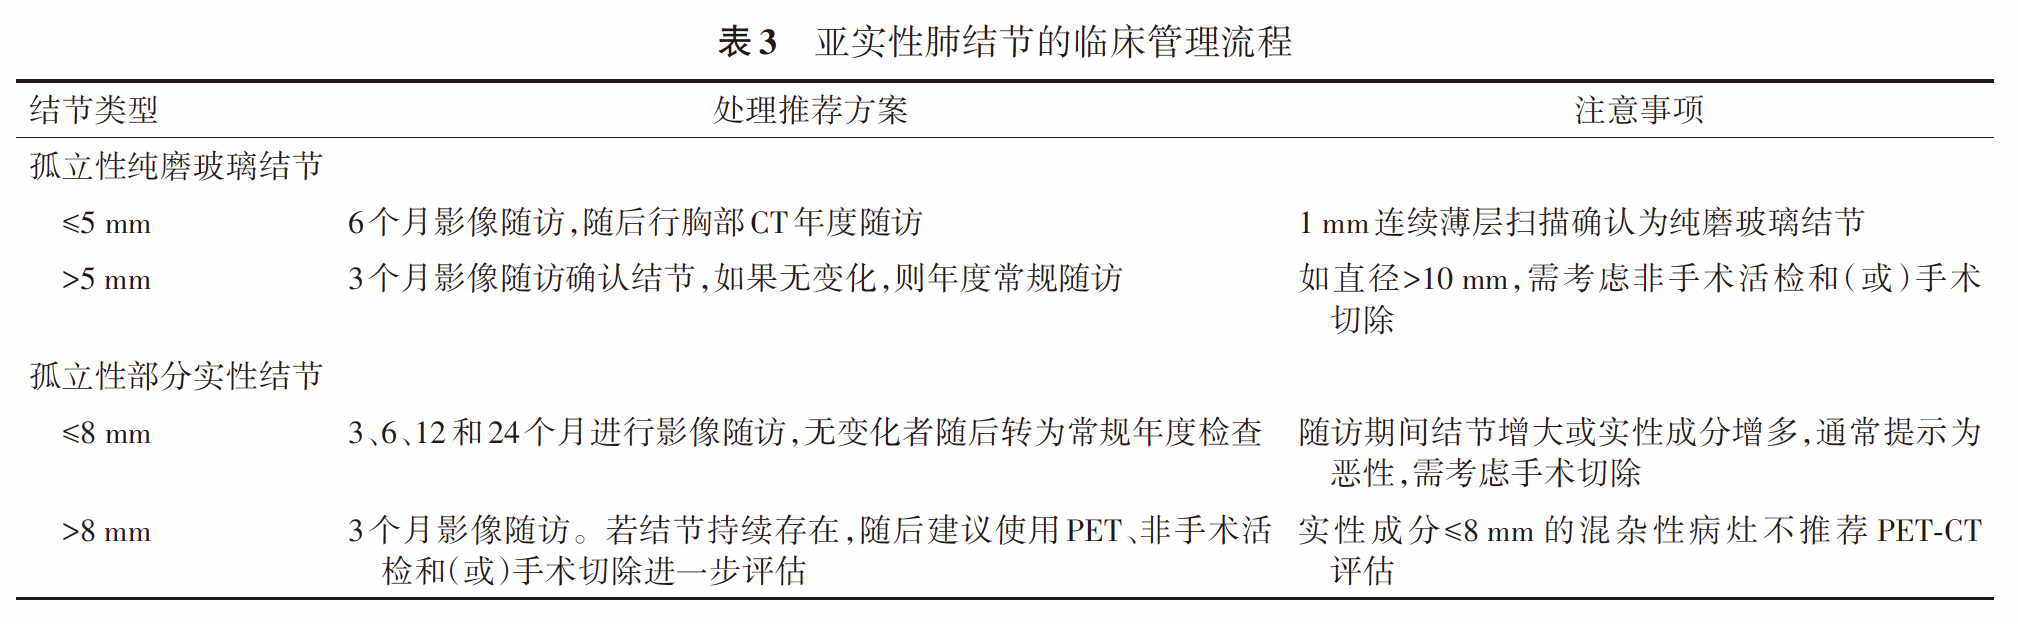 表3 亚实性肺结节的临床管理流程
结节类型 处理推荐方案 注意事项
孤立性纯磨玻璃结节
≤5 mm 6个月影像随访,随后行胸部CT年度随访 1 mm连续薄层扫描确认为纯磨玻璃结节
>5 mm 3个月影像随访确认结节,如果无变化,则年度常规随访 如直径>10 mm,需考虑非手术活检和(或)手术
切除
孤立性部分实性结节
≤8 mm 3、6、12和24个月进行影像随访,无变化者随后转为常规年度检查 随访期间结节增大或实性成分增多,通常提示为
恶性,需考虑手术切除
>8 mm 3个月影像随访。若结节持续存在,随后建议使用PET、非手术活 实性成分≤8 mm的混杂性病灶不推荐PET-CT
检和(或)手术切除进一步评估 评估